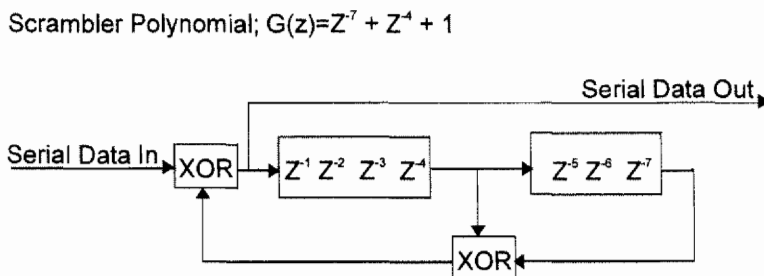 Scrambler Polynomial; G(z)=Z⁻⁷ + Z⁻⁴ + 1
Serial Data Out
Serial Data In
XOR
Z⁻¹ Z⁻² Z⁻³ Z⁻⁴
Z⁻⁵ Z⁻⁶ Z⁻⁷
XOR